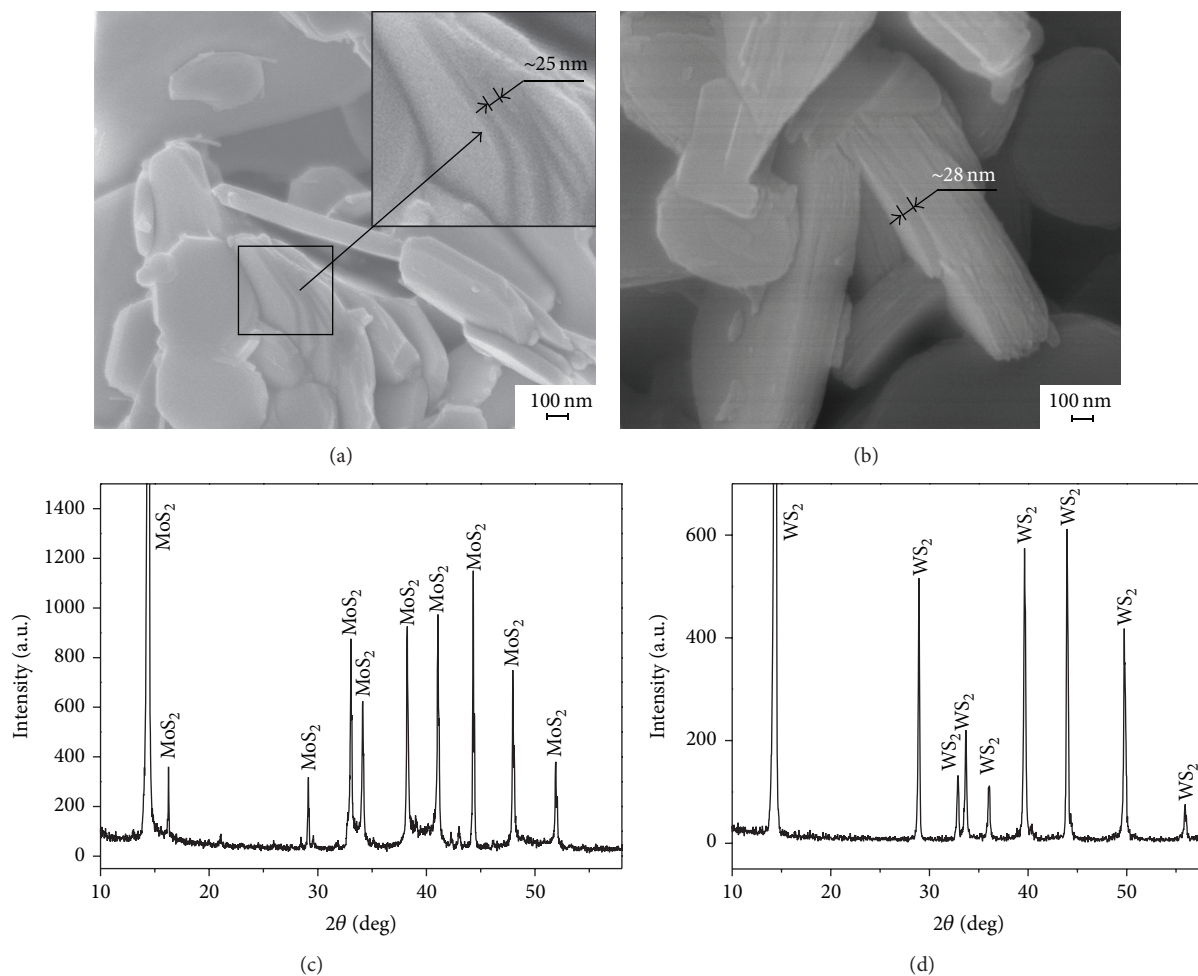 ~25 nm
100 nm
(a)
~28 nm
100 nm
(b)
1400
1200
1000
800
600
400
200
0
Intensity (a.u.)
MoS₂
MoS₂
MoS₂
MoS₂
MoS₂
MoS₂
MoS₂
MoS₂
MoS₂
MoS₂
10 20 30 40 50
2θ (deg)
(c)
600
400
200
0
Intensity (a.u.)
WS₂
WS₂
WS₂
WS₂
WS₂
WS₂
WS₂
WS₂
WS₂
10 20 30 40 50
2θ (deg)
(d)